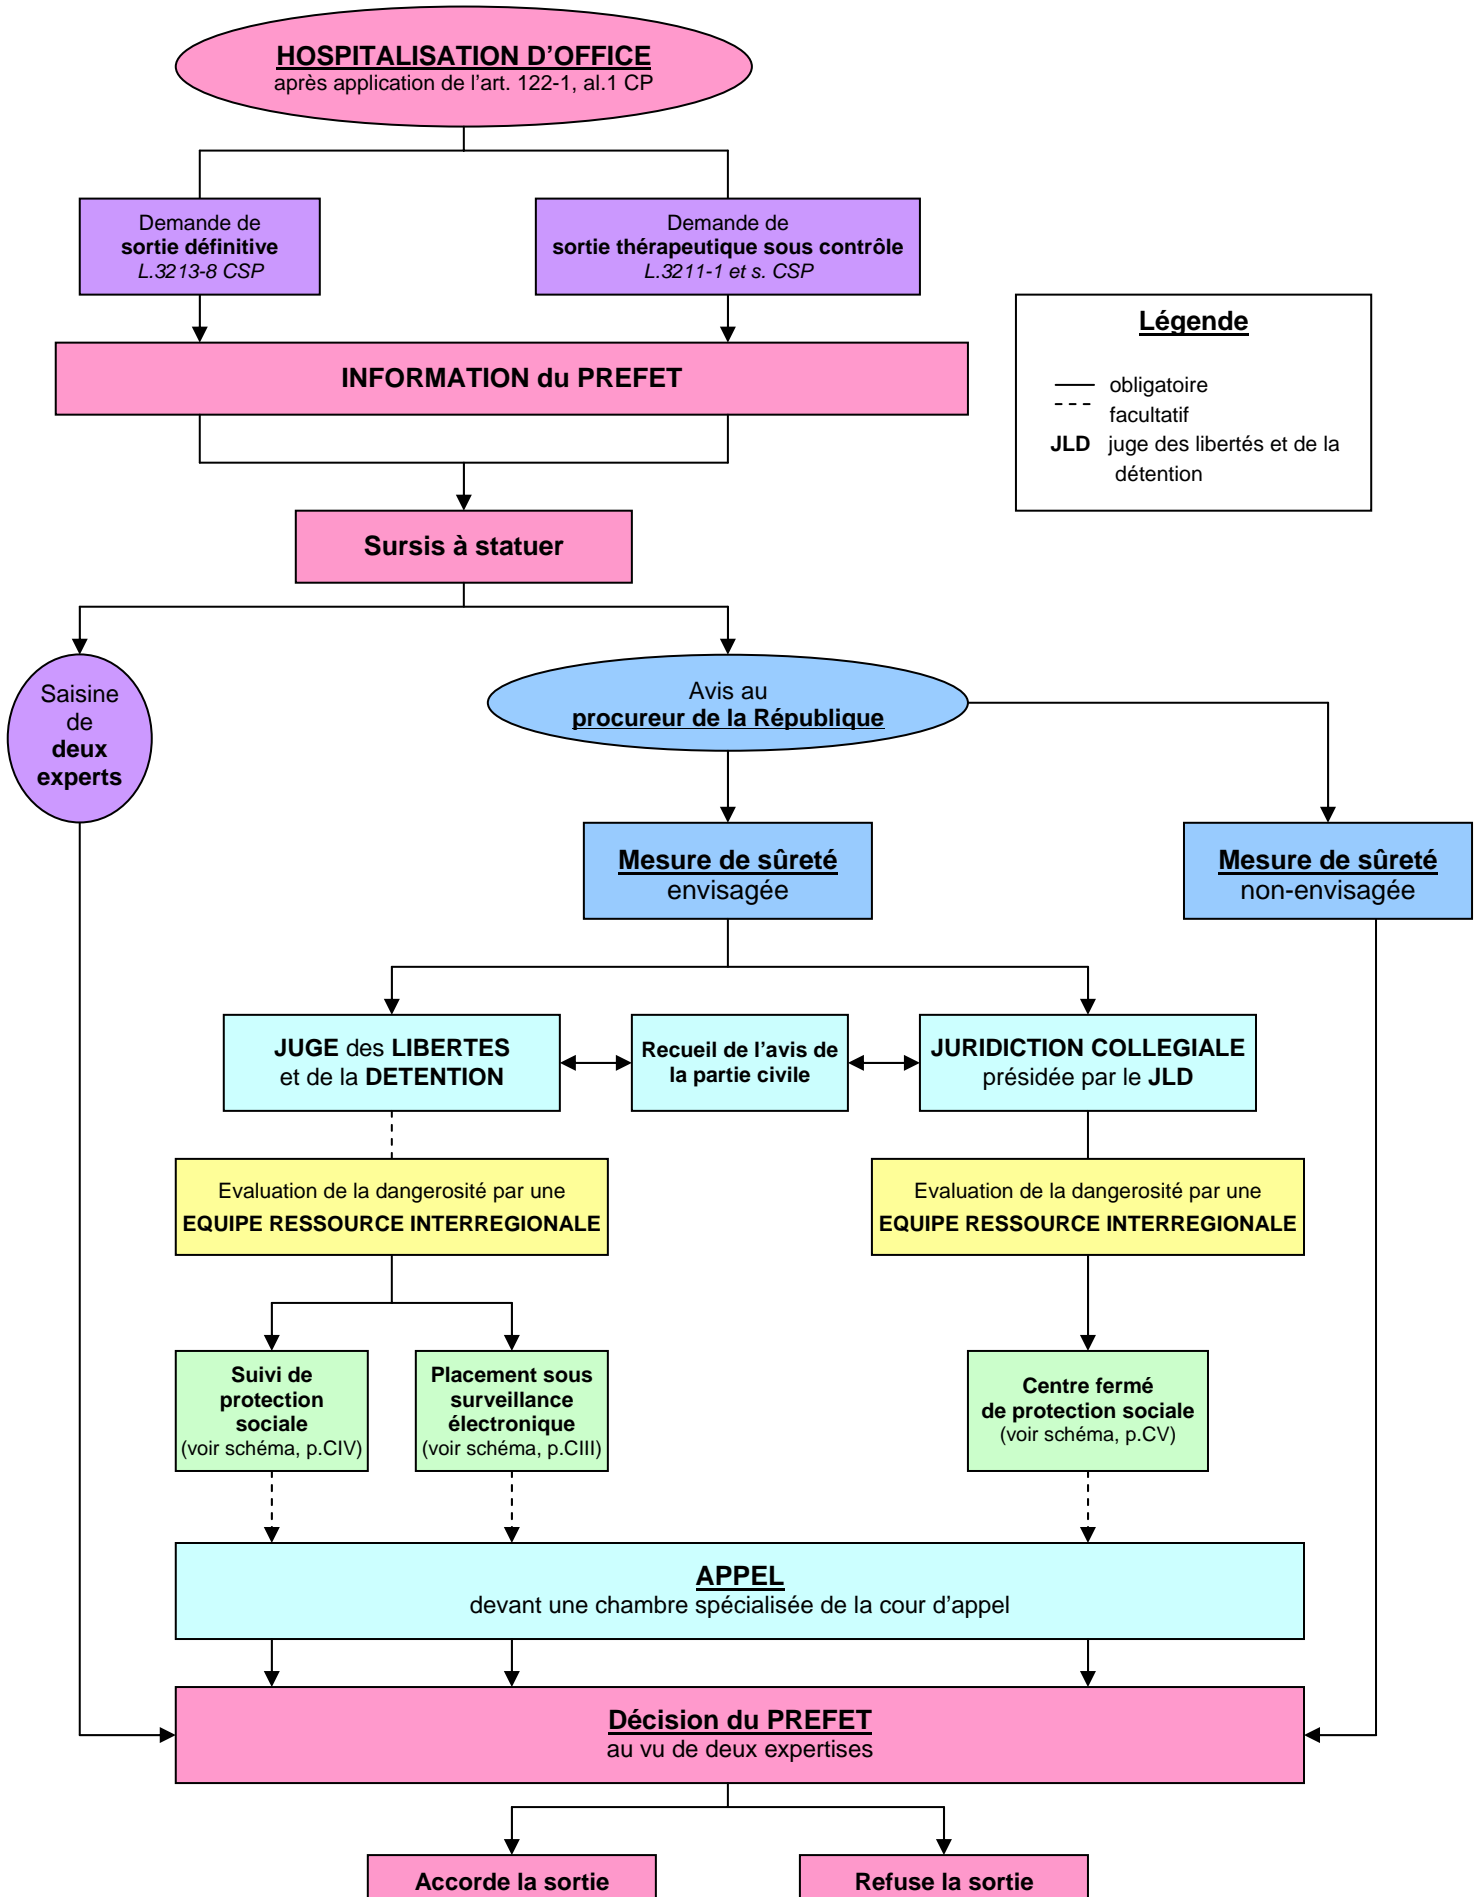 HOSPITALISATION D'OFFICE
après application de l'art. 122-1, al.1 CP
Demande de
sortie définitive
L.3213-8 CSP
Demande de
sortie thérapeutique sous contrôle
L.3211-1 et s. CSP
Légende
obligatoire
facultatif
JLD juge des libertés et de la
détention
INFORMATION du PREFET
Sursis à statuer
Saisine
de
deux
experts
Avis au
procureur de la République
Mesure de sûreté
envisagée
Mesure de sûreté
non-envisagée
JUGE des LIBERTES
et de la DETENTION
Recueil de l'avis de
la partie civile
JURIDICTION COLLEGIALE
présidée par le JLD
Evaluation de la dangerosité par une
EQUIPE RESSOURCE INTERREGIONALE
Evaluation de la dangerosité par une
EQUIPE RESSOURCE INTERREGIONALE
Suivi de
protection
sociale
(voir schéma, p.CIV)
Placement sous
surveillance
électronique
(voir schéma, p.CIII)
Centre fermé
de protection sociale
(voir schéma, p.CV)
APPEL
devant une chambre spécialisée de la cour d'appel
Décision du PREFET
au vu de deux expertises
Accorde la sortie
Refuse la sortie